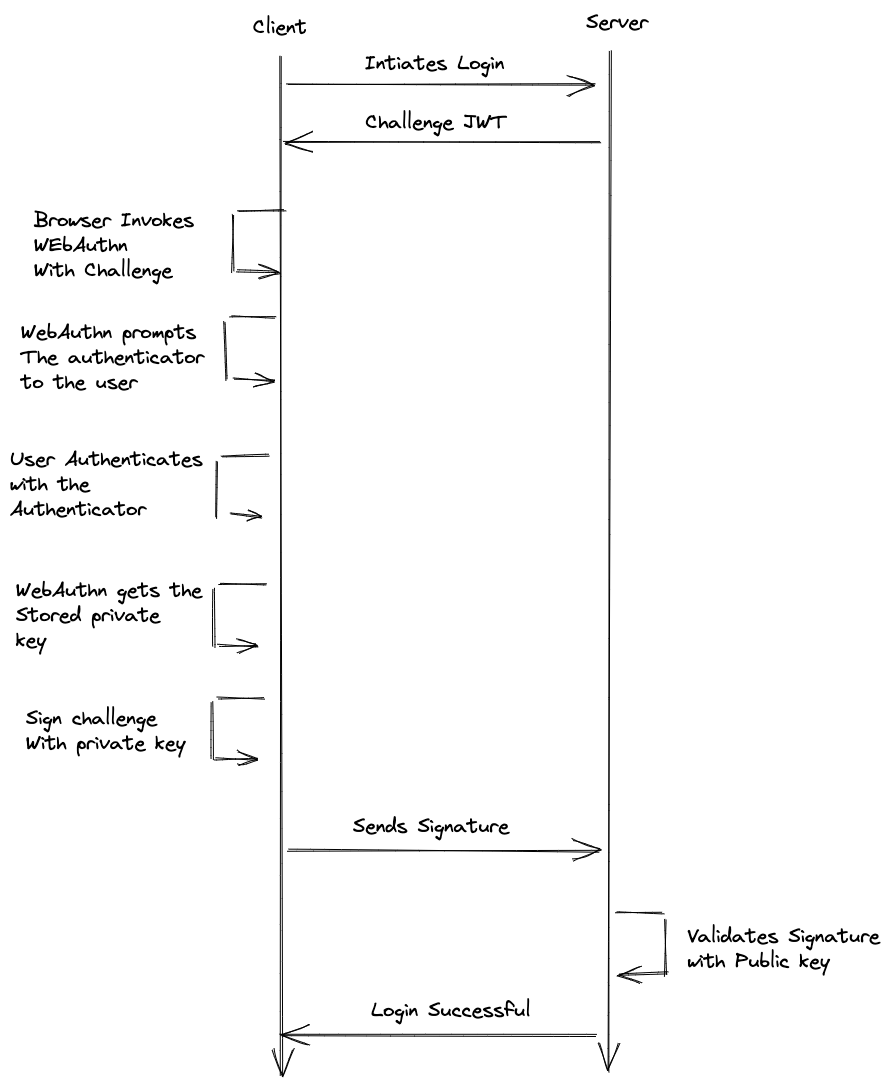 Client
Server
Intiates Login
Challenge JWT
Browser Invokes
WEbAuthn
With Challenge
WebAuthn prompts
The authenticator
to the user
User Authenticates
with the
Authenticator
WebAuthn gets the
Stored private
key
Sign challenge
With private key
Sends Signature
Validates Signature
with Public key
Login Successful